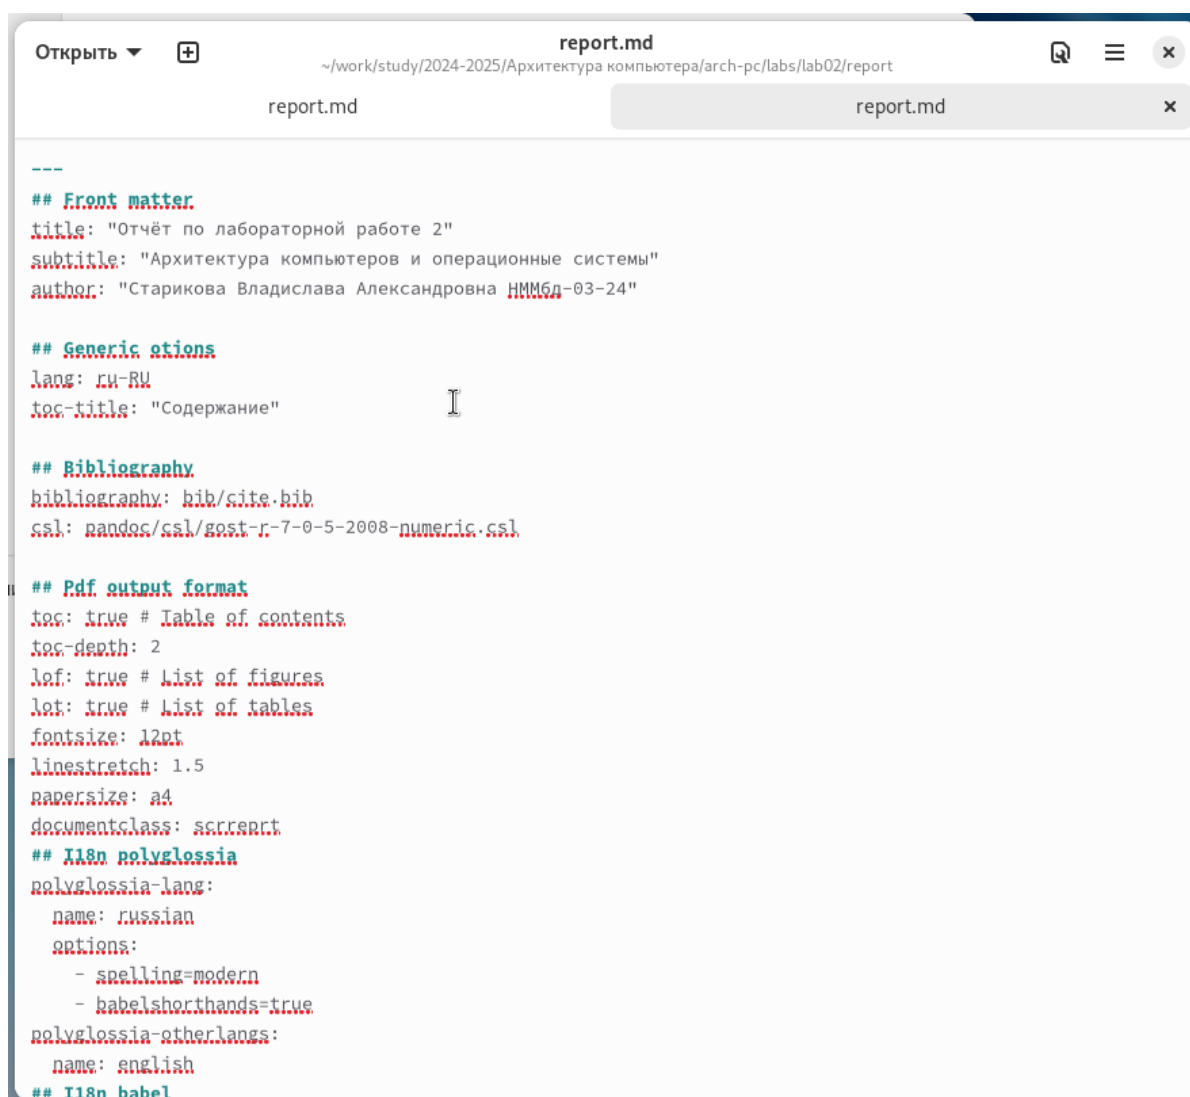 Открыть
report.md
~/work/study/2024-2025/Архитектура компьютера/arch-pc/labs/lab02/report
report.md
report.md
---
## Front matter
title: "Отчёт по лабораторной работе 2"
subtitle: "Архитектура компьютеров и операционные системы"
author: "Старикова Владислава Александровна НММбд-03-24"
## Generic otions
lang: ru-RU
toc-title: "Содержание"
## Bibliography
bibliography: bib/cite.bib
csl: pandoc/csl/gost-r-7-0-5-2008-numeric.csl
## Pdf output format
toc: true # Table of contents
toc-depth: 2
lof: true # List of figures
lot: true # List of tables
fontsize: 12pt
linestretch: 1.5
papersize: a4
documentclass: scrreprt
## I18n polyglossia
polyglossia-lang:
  name: russian
  options:
    - spelling=modern
    - babelshorthands=true
polyglossia-otherlangs:
  name: english
## I18n babel